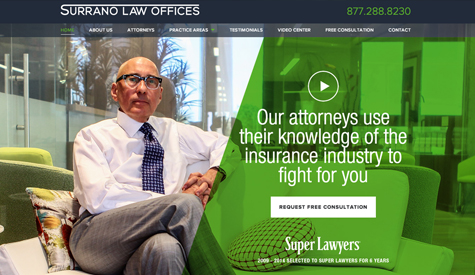 SURRANO LAW OFFICES
877.288.8230
HOME ABOUT US ATTORNEYS PRACTICE AREAS TESTIMONIALS VIDEO CENTER FREE CONSULTATION CONTACT
Our attorneys use
their knowledge of the
insurance industry to
fight for you
REQUEST FREE CONSULTATION
Super Lawyers
SELECTED TO SUPER LAWYERS FOR 6 YEARS